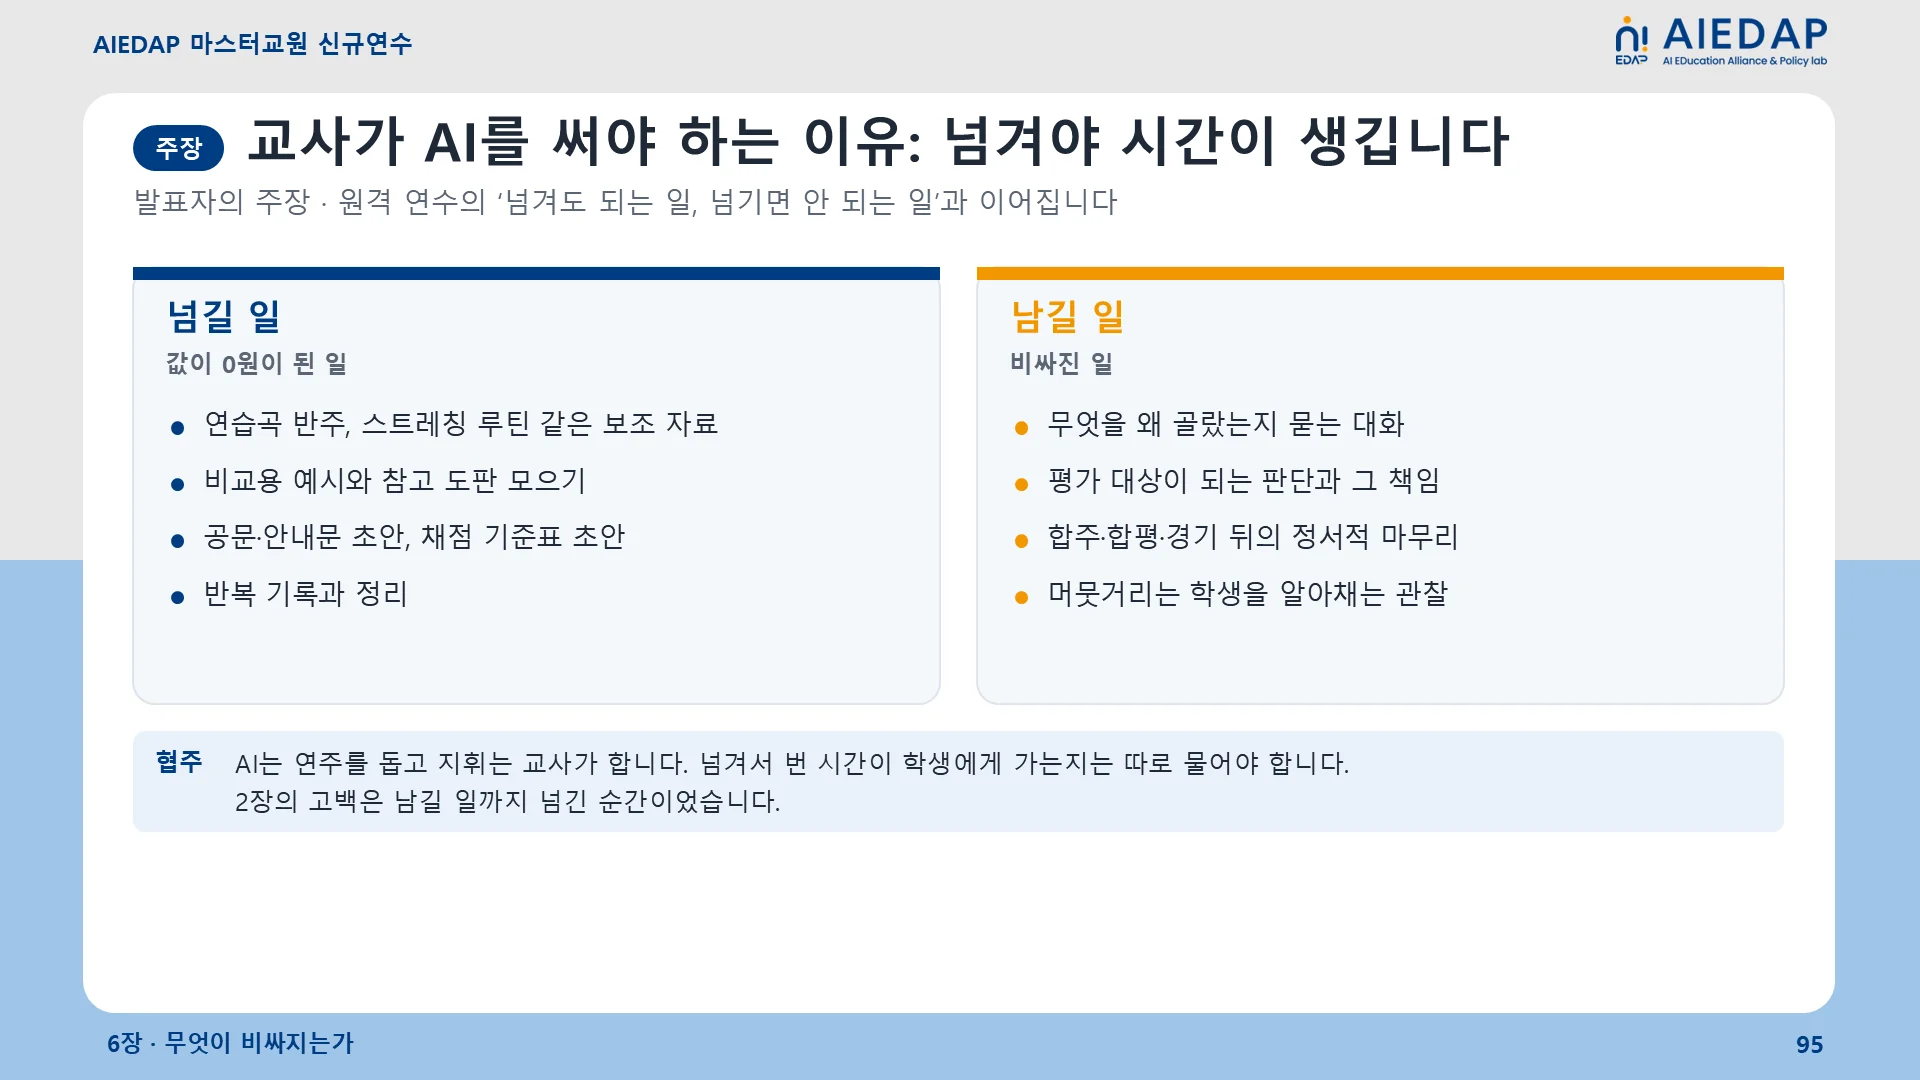 AIEDAP 마스터교원 신규연수
AIEDAP
EDAP
AI EDucation Alliance & Policy lab
주장
교사가 AI를 써야 하는 이유: 넘겨야 시간이 생깁니다
발표자의 주장 · 원격 연수의 ‘넘겨도 되는 일, 넘기면 안 되는 일’과 이어집니다
넘길 일
값이 0원이 된 일
연습곡 반주, 스트레칭 루틴 같은 보조 자료
비교용 예시와 참고 도판 모으기
공문·안내문 초안, 채점 기준표 초안
반복 기록과 정리
남길 일
비싸진 일
무엇을 왜 골랐는지 묻는 대화
평가 대상이 되는 판단과 그 책임
합주·합평·경기 뒤의 정서적 마무리
머뭇거리는 학생을 알아채는 관찰
협주
AI는 연주를 돕고 지휘는 교사가 합니다. 넘겨서 번 시간이 학생에게 가는지는 따로 물어야 합니다.
2장의 고백은 남길 일까지 넘긴 순간이었습니다.
6장 · 무엇이 비싸지는가
95